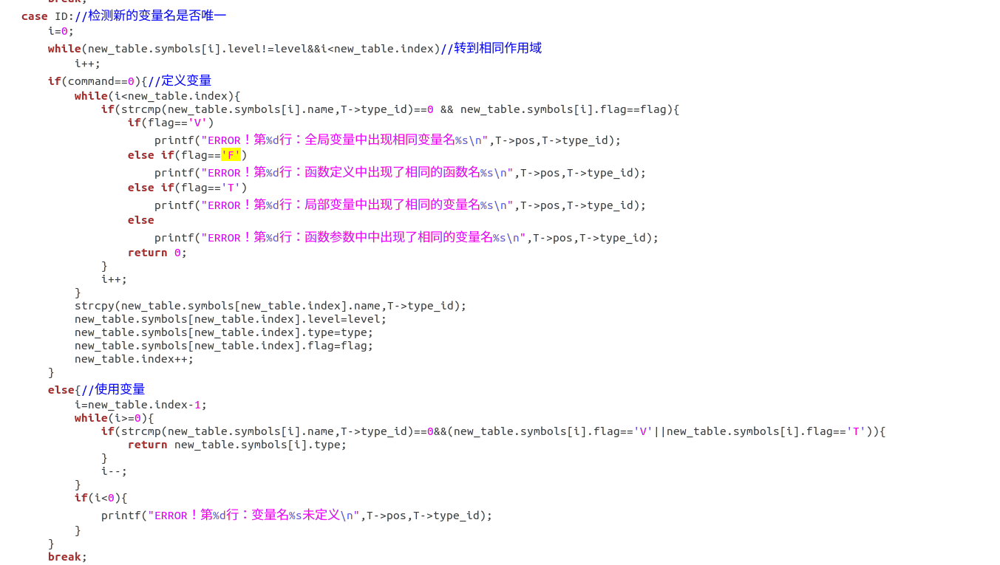 break;
case ID://检测新的变量名是否唯一
i=0;
while(new_table.symbols[i].level!=level&&i<new_table.index)//转到相同作用域
i++;
if(command==0){//定义变量
while(i<new_table.index){
if(strcmp(new_table.symbols[i].name,T->type_id)==0 && new_table.symbols[i].flag==flag){
if(flag=='V')
printf("ERROR！第%d行：全局变量中出现相同变量名%s\n",T->pos,T->type_id);
else if(flag=='F')
printf("ERROR！第%d行：函数定义中出现了相同的函数名%s\n",T->pos,T->type_id);
else if(flag=='T')
printf("ERROR！第%d行：局部变量中出现了相同的变量名%s\n",T->pos,T->type_id);
else
printf("ERROR！第%d行：函数参数中中出现了相同的变量名%s\n",T->pos,T->type_id);
return 0;
}
i++;
}
strcpy(new_table.symbols[new_table.index].name,T->type_id);
new_table.symbols[new_table.index].level=level;
new_table.symbols[new_table.index].type=type;
new_table.symbols[new_table.index].flag=flag;
new_table.index++;
}
else{//使用变量
i=new_table.index-1;
while(i>=0){
if(strcmp(new_table.symbols[i].name,T->type_id)==0&&(new_table.symbols[i].flag=='V'||new_table.symbols[i].flag=='T')){
return new_table.symbols[i].type;
}
i--;
}
if(i<0){
printf("ERROR！第%d行：变量名%s未定义\n",T->pos,T->type_id);
}
}
break;